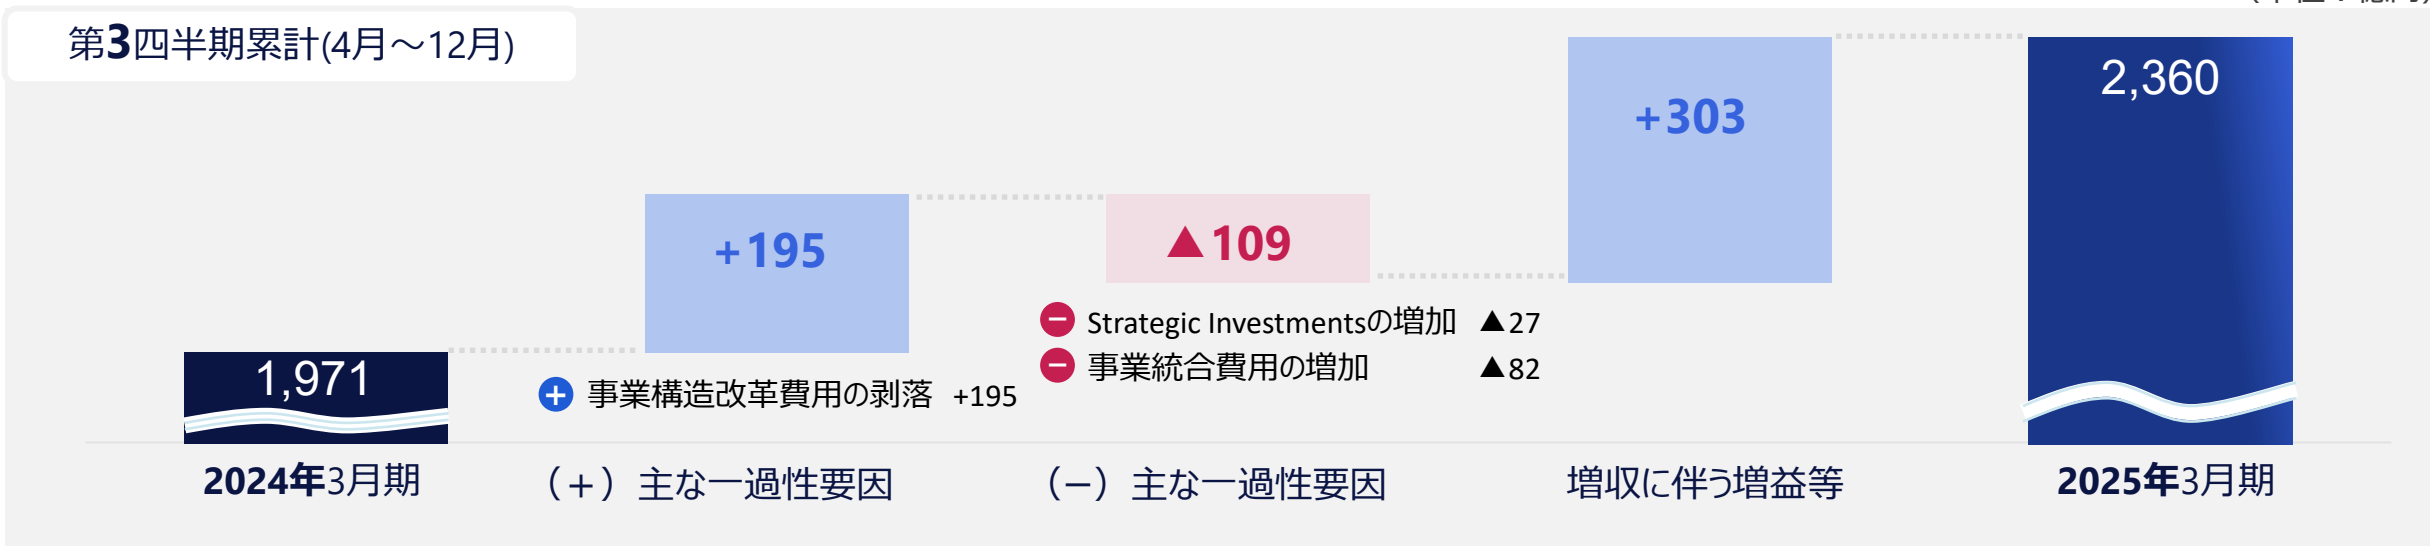 第3四半期累計(4月～12月)
2,360
+303
+195
▲109
Strategic Investmentsの増加 ▲27
事業統合費用の増加 ▲82
1,971
事業構造改革費用の剥落 +195
2024年3月期
（+）主な一過性要因
（−）主な一過性要因
増収に伴う増益等
2025年3月期